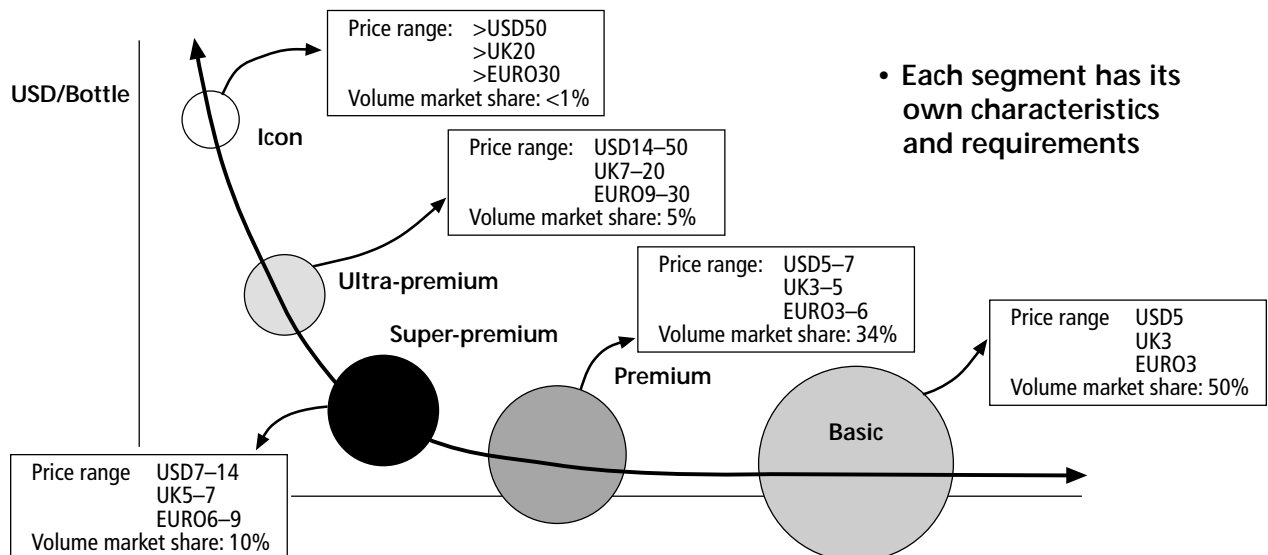 USD/Bottle
Price range: >USD50
>UK20
>EURO30
Volume market share: <1%
• Each segment has its
own characteristics
and requirements
Icon
Price range: USD14–50
UK7–20
EURO9–30
Volume market share: 5%
Ultra-premium
Price range: USD5–7
UK3–5
EURO3–6
Volume market share: 34%
Super-premium
Premium
Price range USD5
UK3
EURO3
Volume market share: 50%
Basic
Price range USD7–14
UK5–7
EURO6–9
Volume market share: 10%